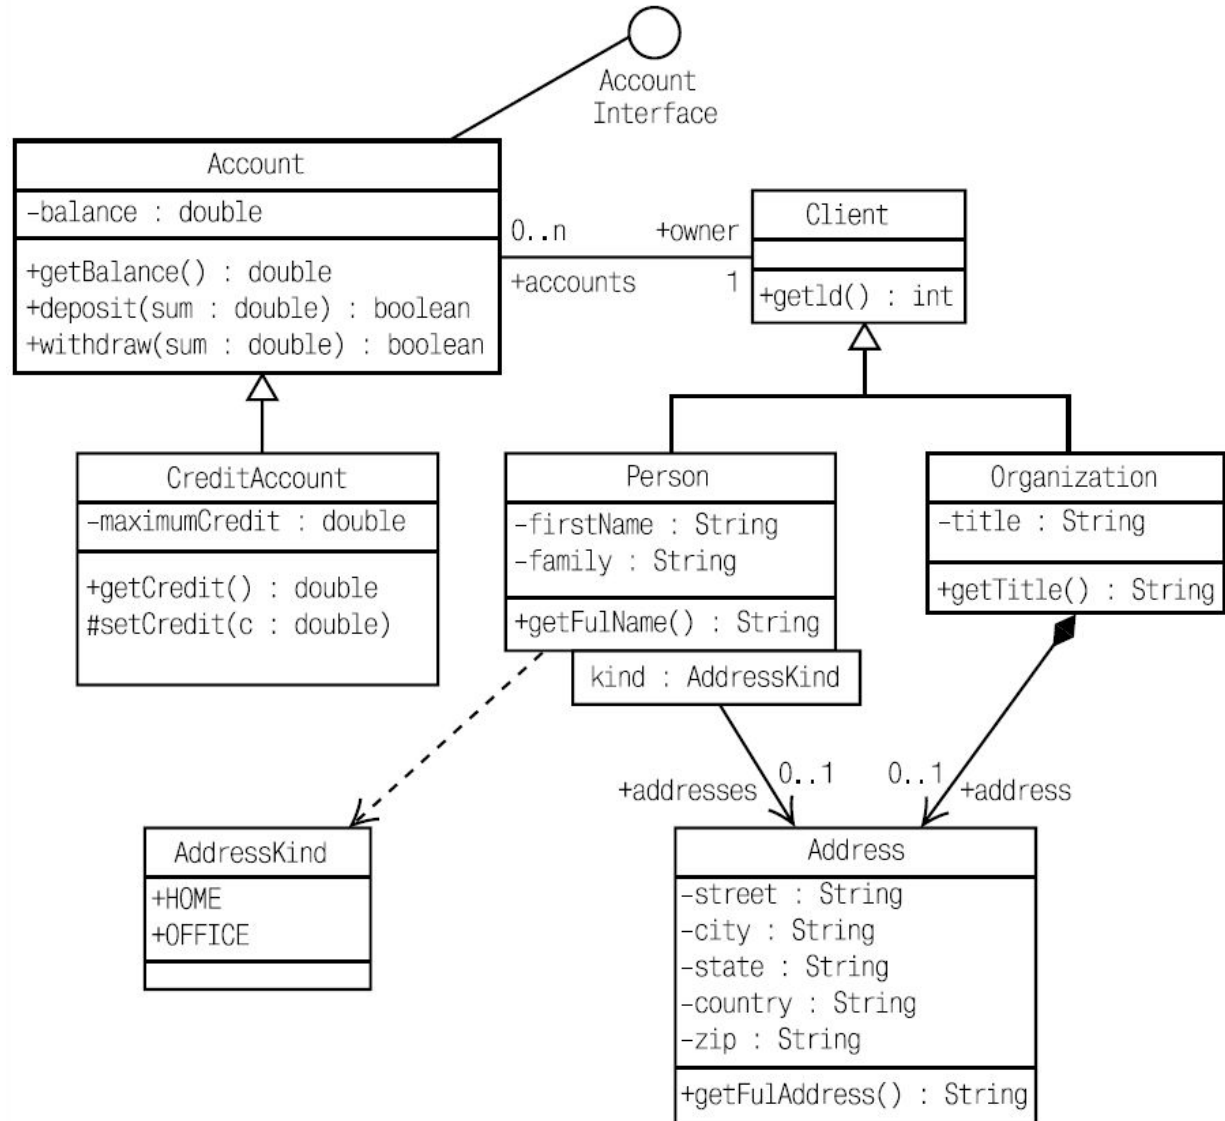 Account
Interface
Account
-balance : double
+getBalance() : double
+deposit(sum : double) : boolean
+withdraw(sum : double) : boolean
0..n
+owner
+accounts
1
Client
+getld() : int
CreditAccount
-maximumCredit : double
+getCredit() : double
#setCredit(c : double)
Person
-firstName : String
-family : String
+getFulName() : String
kind : AddressKind
Organization
-title : String
+getTitle() : String
+addresses
0..1
0..1
+address
AddressKind
+HOME
+OFFICE
Address
-street : String
-city : String
-state : String
-country : String
-zip : String
+getFulAddress() : String